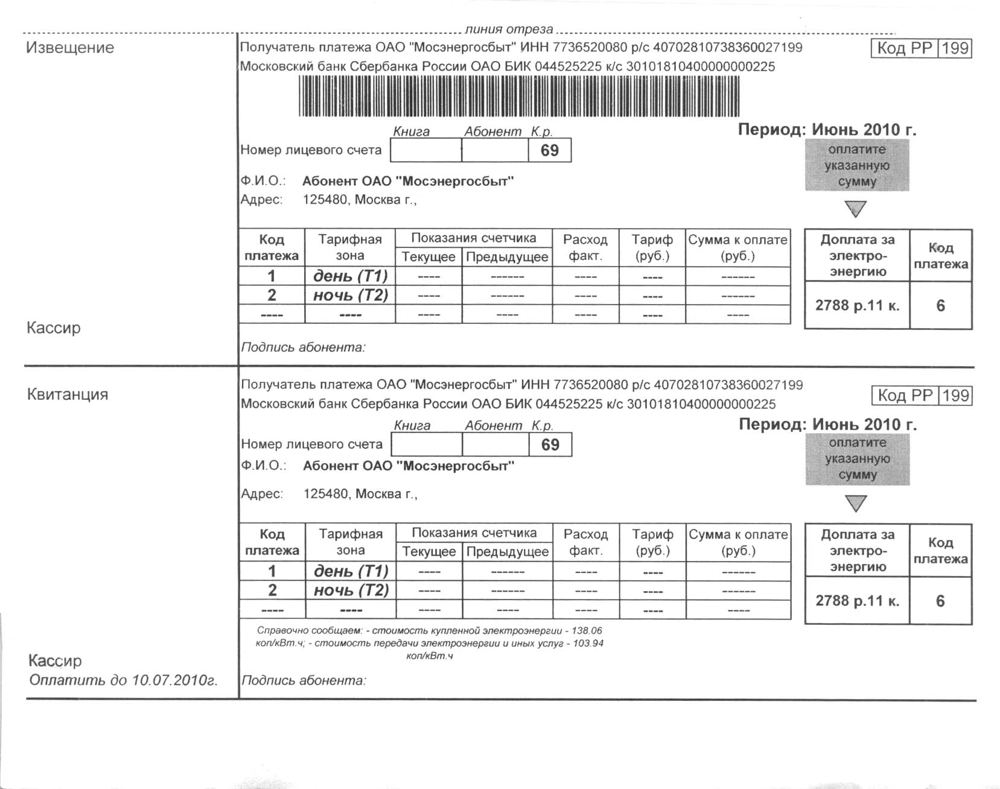 линия отреза
Извещение
Получатель платежа ОАО "Мосэнергосбыт" ИНН 7736520080 р/с 40702810738360027199
Код РР 199
Московский банк Сбербанка России ОАО БИК 044525225 к/с 30101810400000000225
Книга Абонент К.р.
Период: Июнь 2010 г.
Номер лицевого счета 69
оплатите
указанную
сумму
Ф.И.О.: Абонент ОАО "Мосэнергосбыт"
Адрес: 125480, Москва г.,
Код платежа Тарифная зона Показания счетчика Расход факт. Тариф (руб.) Сумма к оплате (руб.)
Текущее Предыдущее
1 день (Т1) ---- ------ ---- ---- ------
2 ночь (Т2) ---- ------ ---- ---- ------
---- ---- ---- ------ ---- ---- ----
Доплата за электро-энергию Код платежа
2788 р.11 к. 6
Кассир
Подпись абонента:
Квитанция
Получатель платежа ОАО "Мосэнергосбыт" ИНН 7736520080 р/с 40702810738360027199
Код РР 199
Московский банк Сбербанка России ОАО БИК 044525225 к/с 30101810400000000225
Книга Абонент К.р.
Период: Июнь 2010 г.
Номер лицевого счета 69
оплатите
указанную
сумму
Ф.И.О.: Абонент ОАО "Мосэнергосбыт"
Адрес: 125480, Москва г.,
Код платежа Тарифная зона Показания счетчика Расход факт. Тариф (руб.) Сумма к оплате (руб.)
Текущее Предыдущее
1 день (Т1) ---- ------ ---- ---- ------
2 ночь (Т2) ---- ------ ---- ---- ------
---- ---- ---- ------ ---- ---- ----
Доплата за электро-энергию Код платежа
2788 р.11 к. 6
Справочно сообщаем: - стоимость купленной электроэнергии - 138.06
коп/кВт.ч; - стоимость передачи электроэнергии и иных услуг - 103.94
коп/кВт.ч
Кассир
Оплатить до 10.07.2010г.
Подпись абонента: